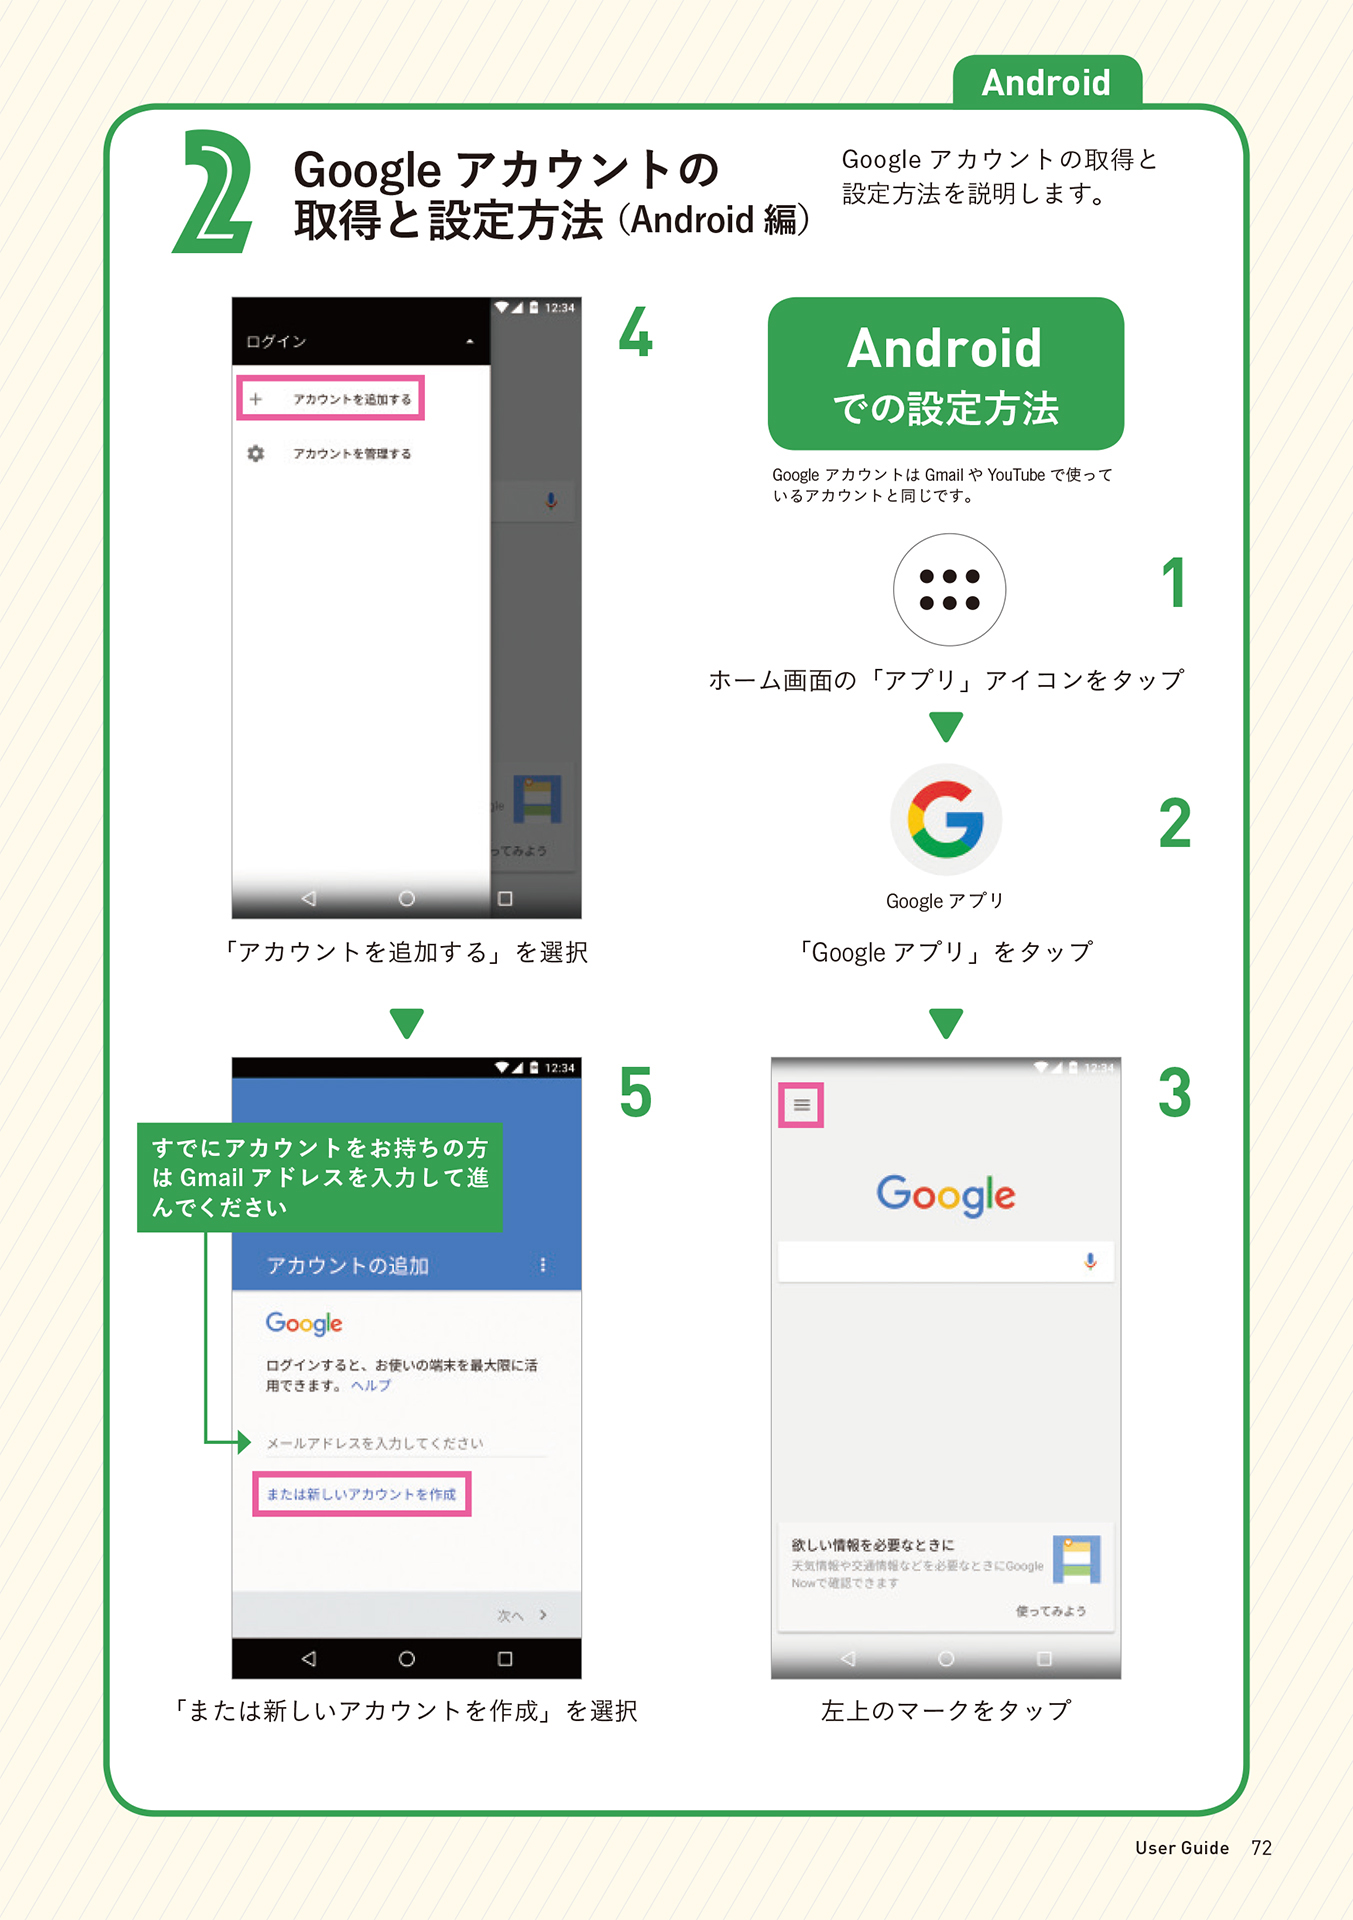 Android
2
Google アカウントの
取得と設定方法（Android 編）
Google アカウントの取得と
設定方法を説明します。
Android
での設定方法
Google アカウントは Gmail や YouTube で使って
いるアカウントと同じです。
1
ホーム画面の「アプリ」アイコンをタップ
2
Google アプリ
「Google アプリ」をタップ
3
12:34
Google
欲しい情報を必要なときに
天気情報や交通情報などを必要なときにGoogle
Nowで確認できます
使ってみよう
左上のマークをタップ
4
12:34
ログイン
アカウントを追加する
アカウントを管理する
gle
ってみよう
「アカウントを追加する」を選択
5
12:34
すでにアカウントをお持ちの方
は Gmail アドレスを入力して進
んでください
アカウントの追加
Google
ログインすると、お使いの端末を最大限に活
用できます。 ヘルプ
メールアドレスを入力してください
または新しいアカウントを作成
次へ
「または新しいアカウントを作成」を選択
User Guide 72